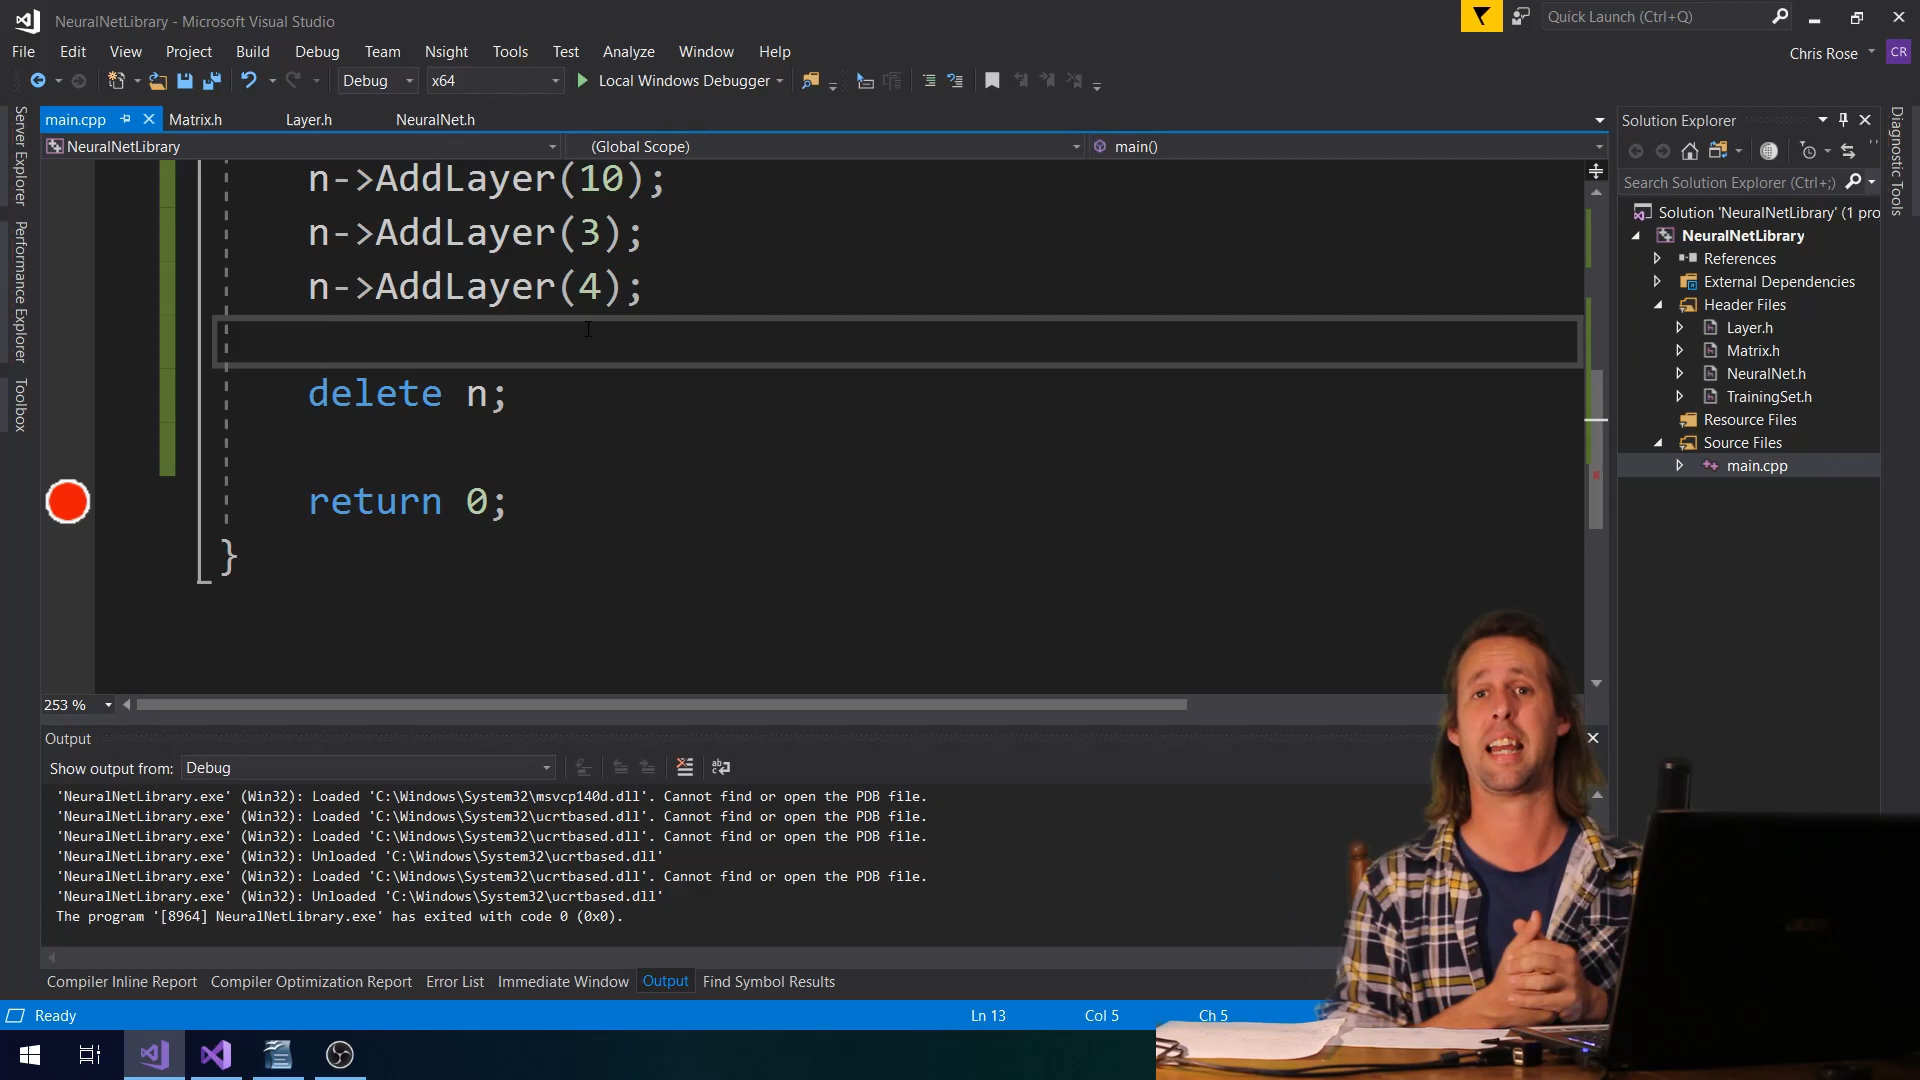 NeuralNetLibrary - Microsoft Visual Studio
Quick Launch (Ctrl+Q)
File Edit View Project Build Debug Team Nsight Tools Test Analyze Window Help
Chris Rose CR
Debug x64 Local Windows Debugger
main.cpp Matrix.h Layer.h NeuralNet.h
NeuralNetLibrary (Global Scope) main()
n->AddLayer(10);
n->AddLayer(3);
n->AddLayer(4);
delete n;
return 0;
}
253 %
Server Explorer
Performance Explorer
Toolbox
Solution Explorer
Search Solution Explorer (Ctrl+;)
Solution 'NeuralNetLibrary' (1 pro
NeuralNetLibrary
References
External Dependencies
Header Files
Layer.h
Matrix.h
NeuralNet.h
TrainingSet.h
Resource Files
Source Files
main.cpp
Diagnostic Tools
Output
Show output from: Debug
'NeuralNetLibrary.exe' (Win32): Loaded 'C:\Windows\System32\msvcp140d.dll'. Cannot find or open the PDB file.
'NeuralNetLibrary.exe' (Win32): Loaded 'C:\Windows\System32\ucrtbased.dll'. Cannot find or open the PDB file.
'NeuralNetLibrary.exe' (Win32): Loaded 'C:\Windows\System32\ucrtbased.dll'. Cannot find or open the PDB file.
'NeuralNetLibrary.exe' (Win32): Unloaded 'C:\Windows\System32\ucrtbased.dll'
'NeuralNetLibrary.exe' (Win32): Loaded 'C:\Windows\System32\ucrtbased.dll'. Cannot find or open the PDB file.
'NeuralNetLibrary.exe' (Win32): Unloaded 'C:\Windows\System32\ucrtbased.dll'
The program '[8964] NeuralNetLibrary.exe' has exited with code 0 (0x0).
Compiler Inline Report Compiler Optimization Report Error List Immediate Window Output Find Symbol Results
Ready Ln 13 Col 5 Ch 5